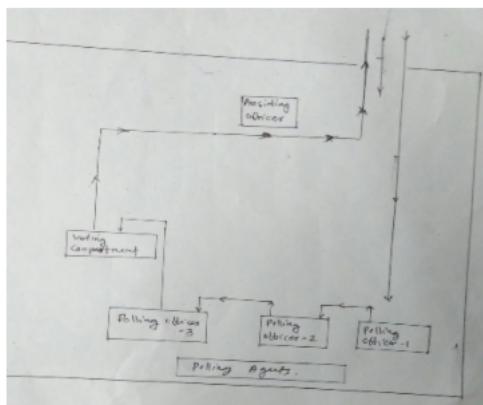 Presiding
officer
Voting
compartment
Polling officer
-3
Polling
officer-2
Polling
officer-1
Polling Agents.